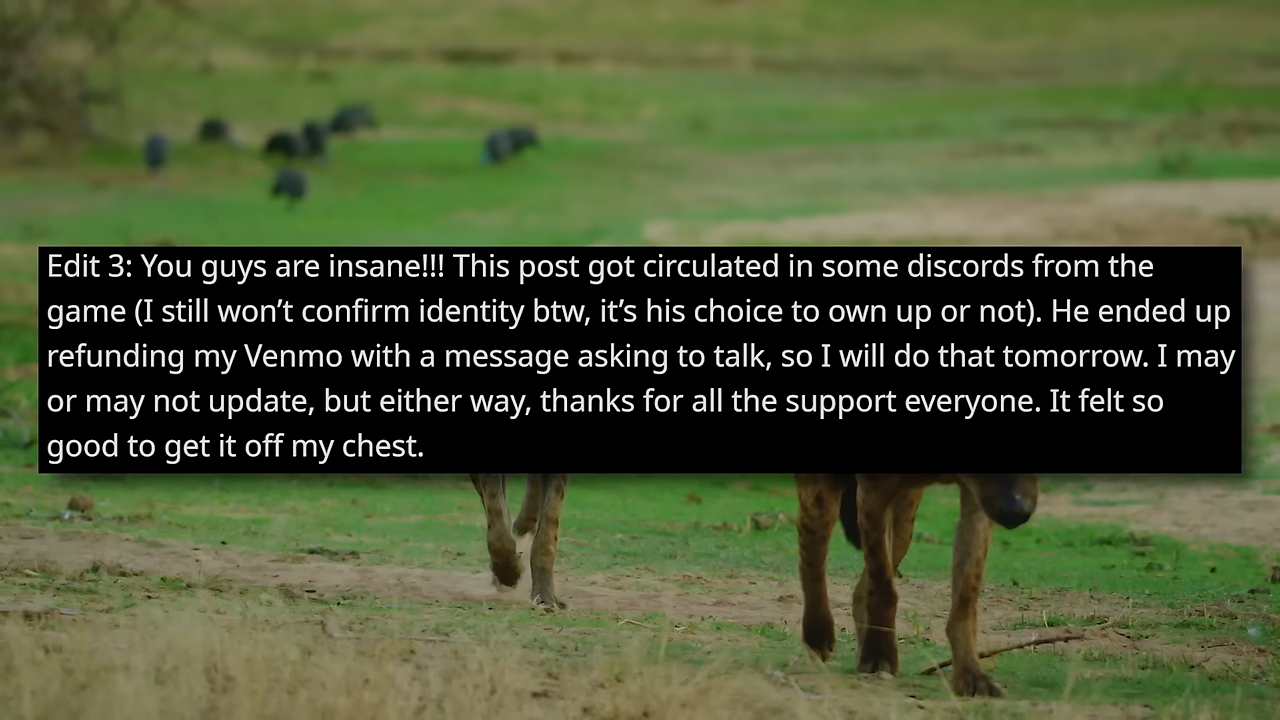 Edit 3: You guys are insane!!! This post got circulated in some discords from the
game (I still won’t confirm identity btw, it’s his choice to own up or not). He ended up
refunding my Venmo with a message asking to talk, so I will do that tomorrow. I may
or may not update, but either way, thanks for all the support everyone. It felt so
good to get it off my chest.